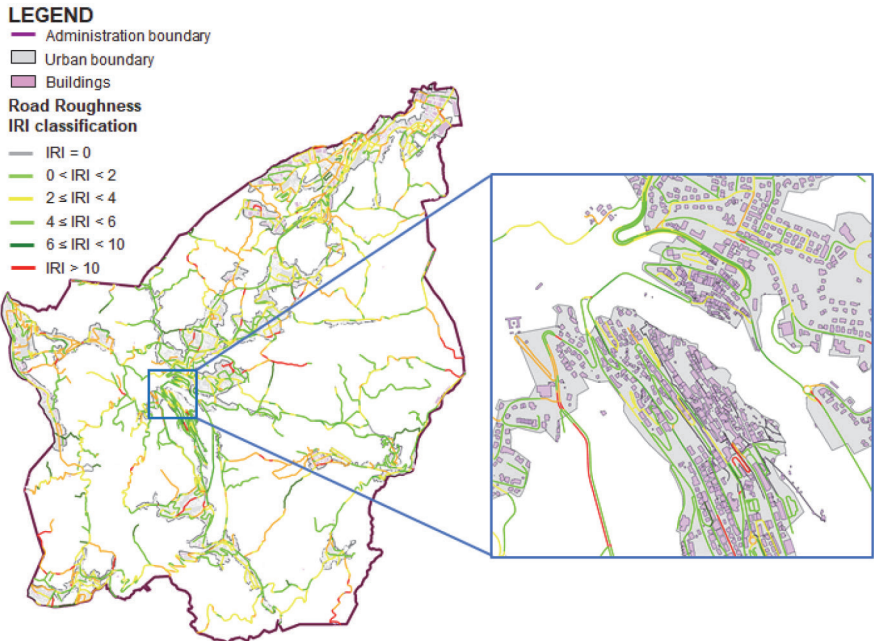 LEGEND
Administration boundary
Urban boundary
Buildings
Road Roughness
IRI classification
IRI = 0
0 < IRI < 2
2 ≤ IRI < 4
4 ≤ IRI < 6
6 ≤ IRI < 10
IRI > 10